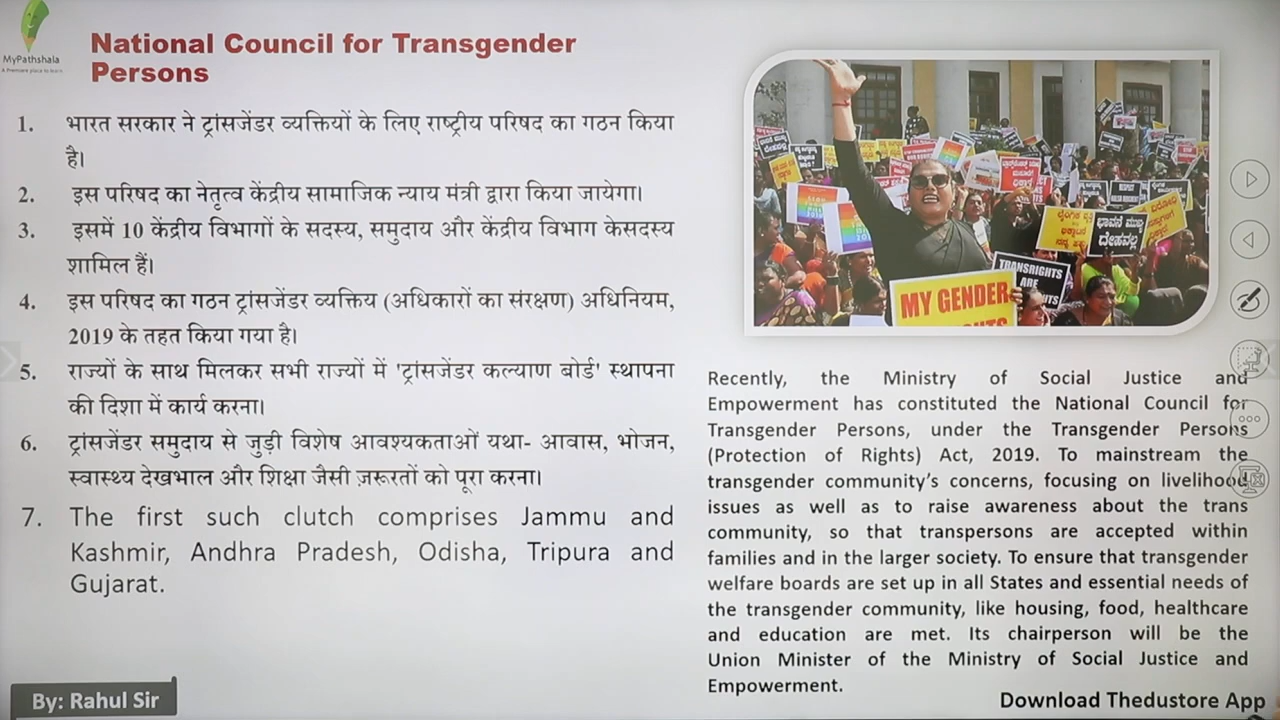 MyPathshala
National Council for Transgender
Persons
1. भारत सरकार ने ट्रांसजेंडर व्यक्तियों के लिए राष्ट्रीय परिषद का गठन किया
है।
2. इस परिषद का नेतृत्व केंद्रीय सामाजिक न्याय मंत्री द्वारा किया जायेगा।
3. इसमें 10 केंद्रीय विभागों के सदस्य, समुदाय और केंद्रीय विभाग केसदस्य
शामिल हैं।
4. इस परिषद का गठन ट्रांसजेंडर व्यक्तिय (अधिकारों का संरक्षण) अधिनियम,
2019 के तहत किया गया है।
5. राज्यों के साथ मिलकर सभी राज्यों में 'ट्रांसजेंडर कल्याण बोर्ड' स्थापना
की दिशा में कार्य करना।
6. ट्रांसजेंडर समुदाय से जुड़ी विशेष आवश्यकताओं यथा- आवास, भोजन,
स्वास्थ्य देखभाल और शिक्षा जैसी ज़रूरतों को पूरा करना।
7. The first such clutch comprises Jammu and
Kashmir, Andhra Pradesh, Odisha, Tripura and
Gujarat.
TRANSRIGHTS
ARE
MY GENDER
Recently, the Ministry of Social Justice and
Empowerment has constituted the National Council for
Transgender Persons, under the Transgender Persons
(Protection of Rights) Act, 2019. To mainstream the
transgender community’s concerns, focusing on livelihood
issues as well as to raise awareness about the trans
community, so that transpersons are accepted within
families and in the larger society. To ensure that transgender
welfare boards are set up in all States and essential needs of
the transgender community, like housing, food, healthcare
and education are met. Its chairperson will be the
Union Minister of the Ministry of Social Justice and
Empowerment.
By: Rahul Sir
Download Thedustore App